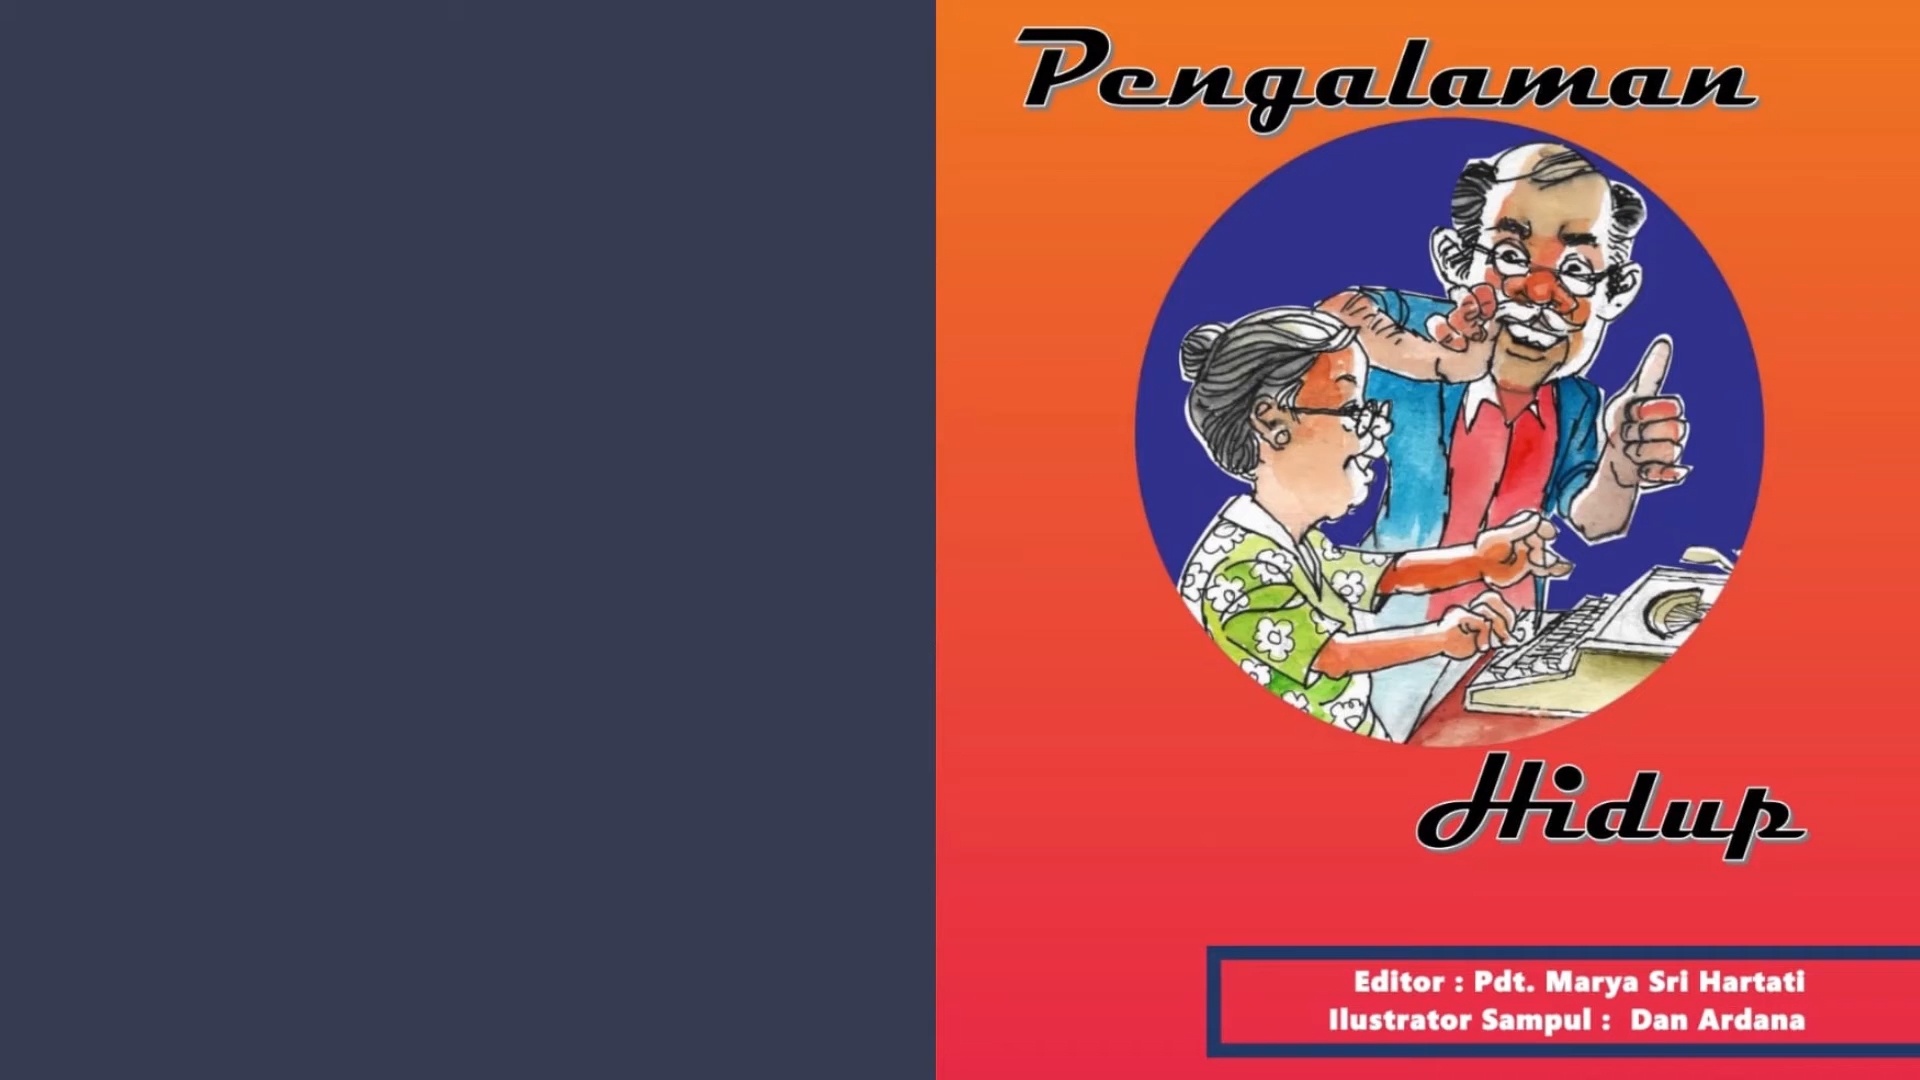 Pengalaman
Hidup
Editor : Pdt. Marya Sri Hartati
Ilustrator Sampul : Dan Ardana